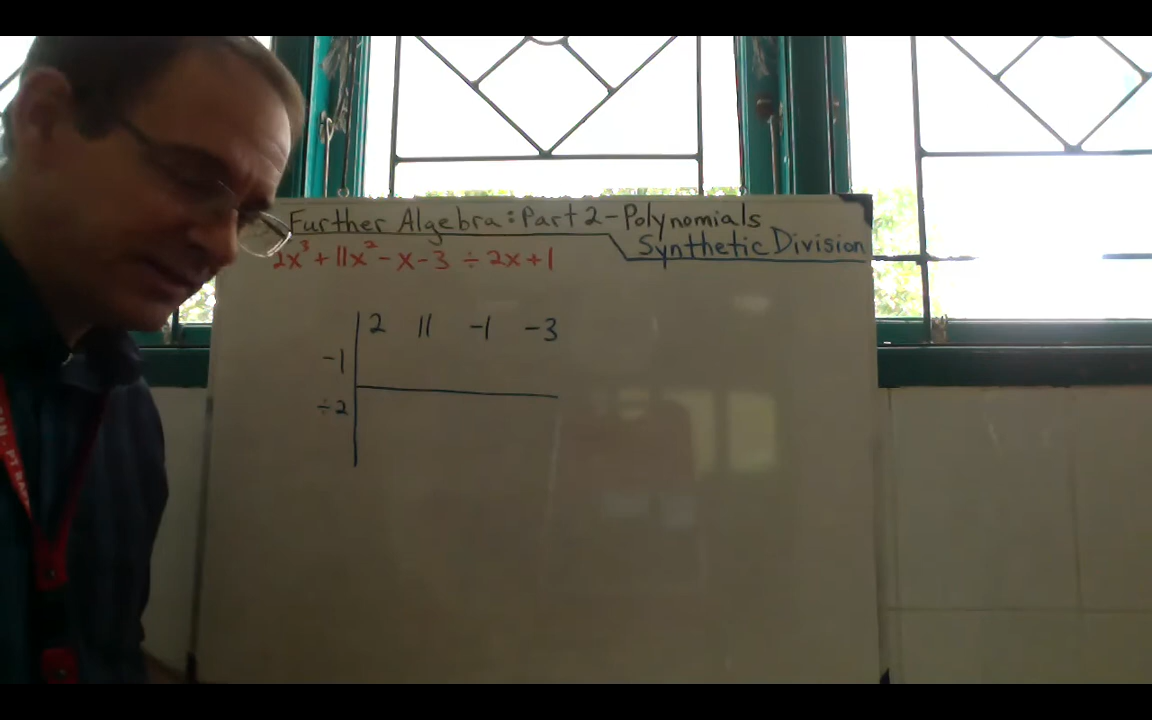 Further Algebra: Part 2 - Polynomials
Synthetic Division
2x³ + 11x² - x - 3 ÷ 2x + 1
2 11 -1 -3
-1
÷2